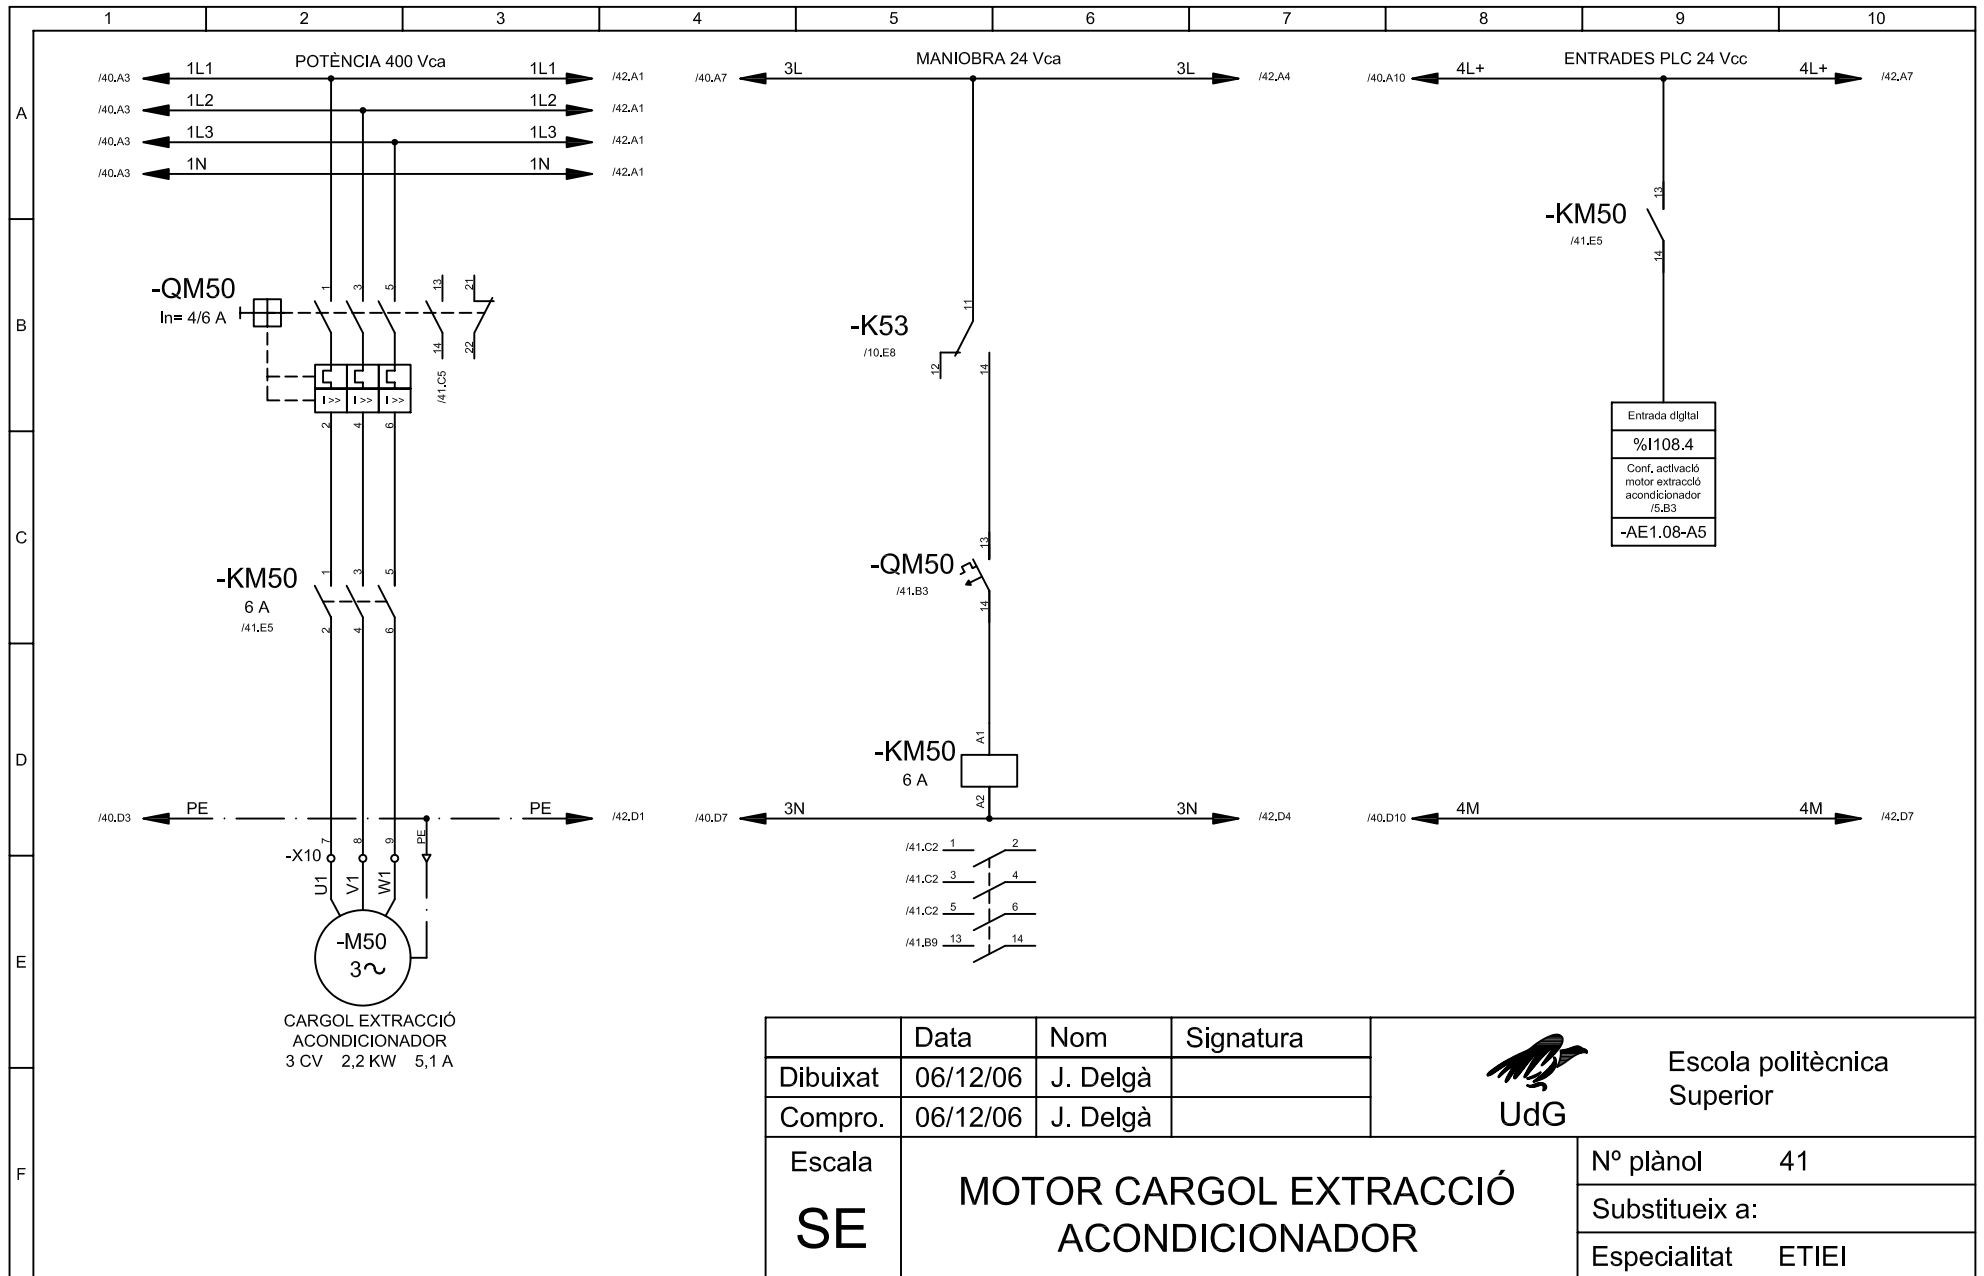 1 2 3 4 5 6 7 8 9 10
A
B
C
D
E
F
POTÈNCIA 400 Vca
/40.A3 1L1 1L1 /42.A1
/40.A3 1L2 1L2 /42.A1
/40.A3 1L3 1L3 /42.A1
/40.A3 1N 1N /42.A1
-QM50
In= 4/6 A
1 3 5 13 21
14 22
I >> I >> I >>
/41.C5
2 4 6
-KM50
6 A
/41.E5
1 3 5
2 4 6
/40.D3 PE PE /42.D1
-X10
7 8 9 PE
U1 V1 W1
-M50
3~
CARGOL EXTRACCIÓ
ACONDICIONADOR
3 CV 2,2 KW 5,1 A
MANIOBRA 24 Vca
/40.A7 3L 3L /42.A4
-K53
/10.E8
11
12 14
-QM50
/41.B3
13
14
-KM50
6 A
A1
A2
/40.D7 3N 3N /42.D4
/41.C2 1 2
/41.C2 3 4
/41.C2 5 6
/41.B9 13 14
ENTRADES PLC 24 Vcc
/40.A10 4L+ 4L+ /42.A7
-KM50
/41.E5
13
14
Entrada digital
%I108.4
Conf. activació
motor extracció
acondicionador
/5.B3
-AE1.08-A5
/40.D10 4M 4M /42.D7
Data Nom Signatura
Dibuixat 06/12/06 J. Delgà
Compro. 06/12/06 J. Delgà
UdG
Escola politècnica
Superior
Escala
SE
MOTOR CARGOL EXTRACCIÓ
ACONDICIONADOR
Nº plànol 41
Substitueix a:
Especialitat ETIEI